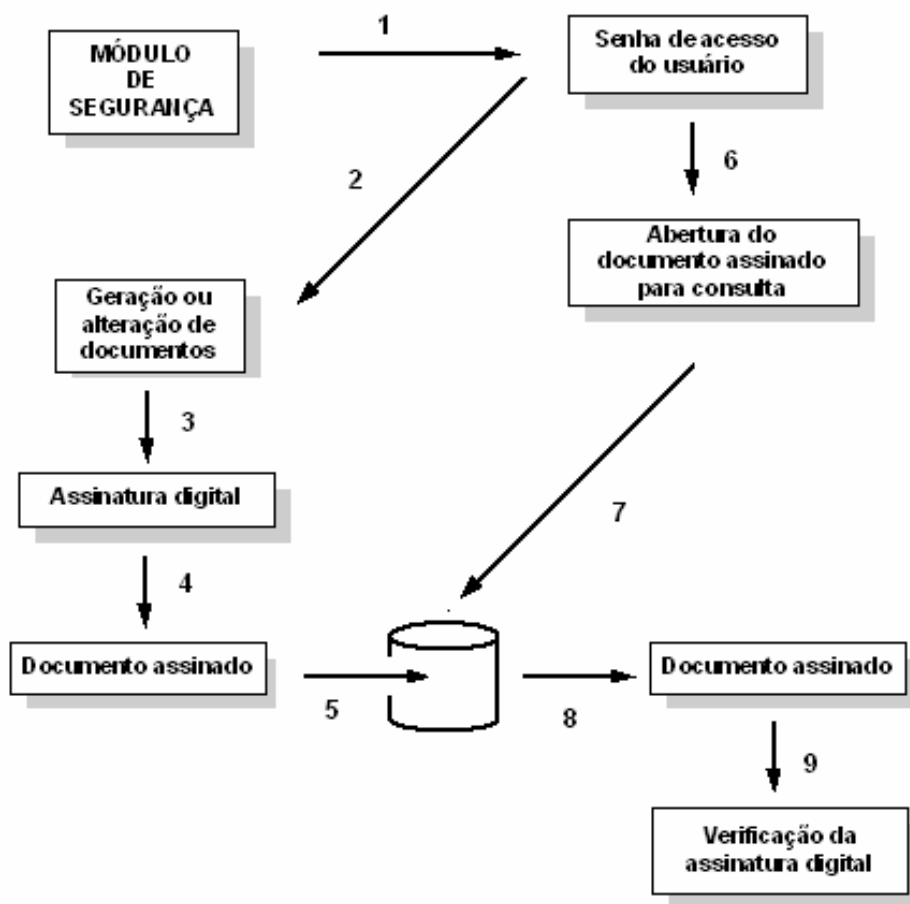 MÓDULO
DE
SEGURANÇA
1
Senha de acesso
do usuário
2
6
Abertura do
documento assinado
para consulta
Geração ou
alteração de
documentos
3
Assinatura digital
7
4
Documento assinado
5
8
Documento assinado
9
Verificação da
assinatura digital